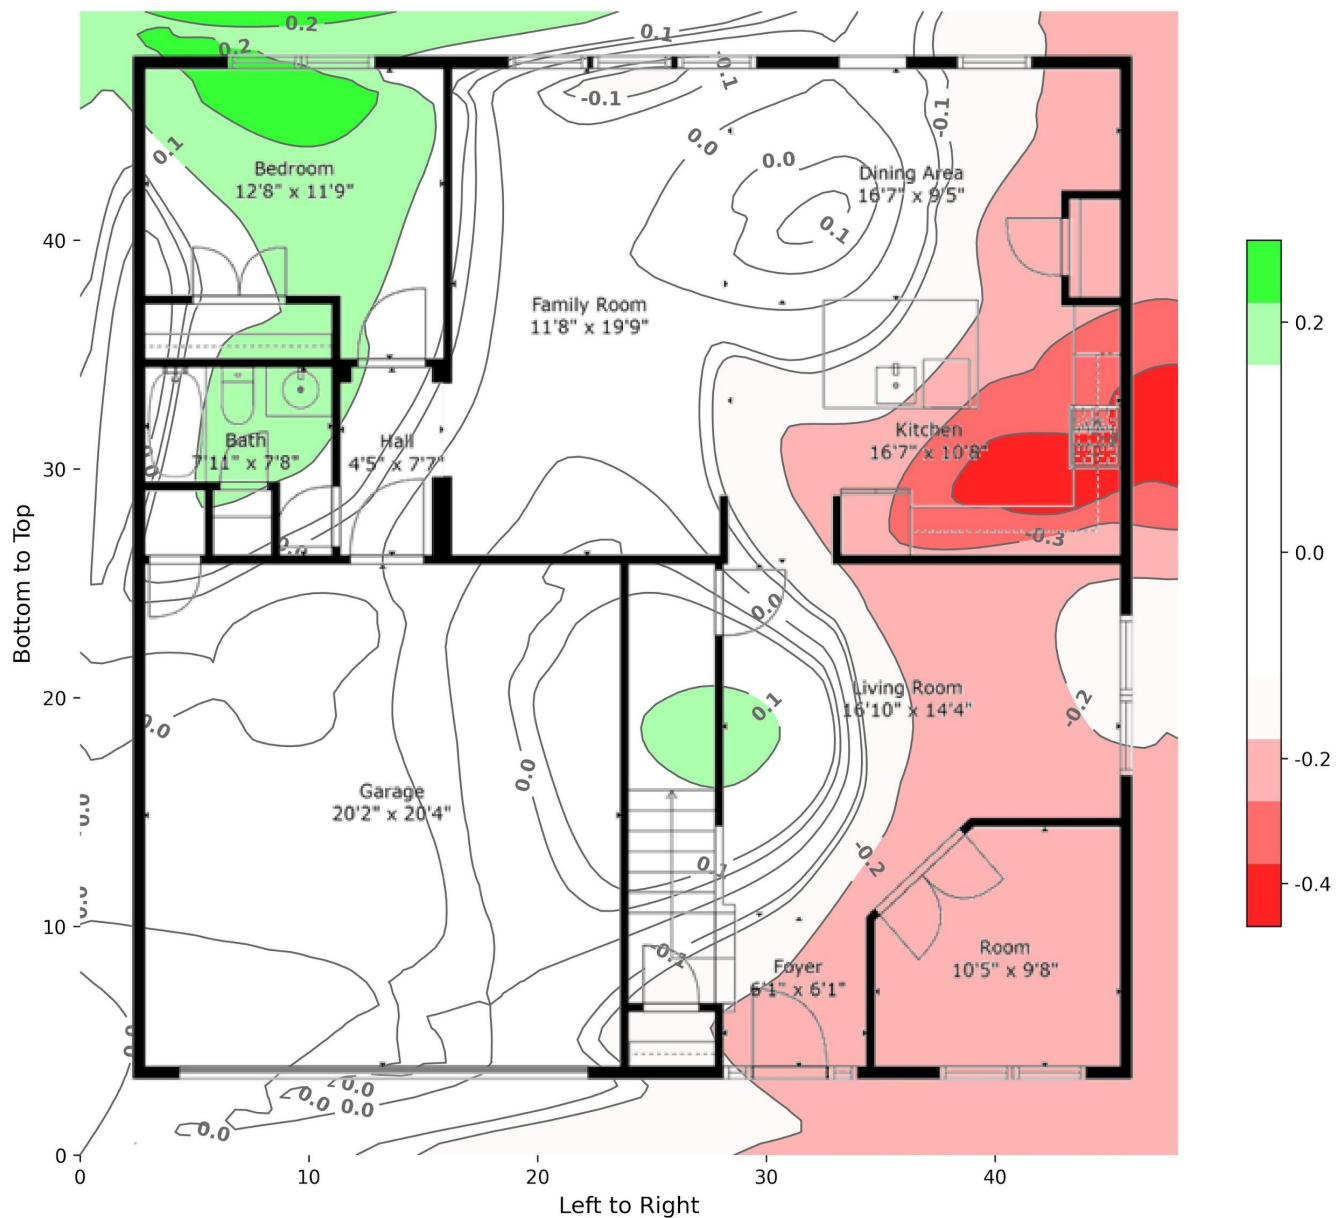 0.2
0.1
0.2
-0.1
-0.1
-0.1
0.0
0.1
0.0
Bedroom
12'8" x 11'9"
Dining Area
16'7" x 9'5"
0.1
40
Family Room
11'8" x 19'9"
0.2
Kitchen
16'7" x 10'8"
Bath
7'11" x 7'8"
Hall
4'5" x 7'7"
0.0
30
-0.3
0.0
0.0
0.0
Bottom to Top
20
Living Room
16'10" x 14'4"
0.1
-0.2
0.0
0.0
-0.2
Garage
20'2" x 20'4"
0.1
-0.2
-0.4
10
-0.1
Foyer
6'1" x 6'1"
Room
10'5" x 9'8"
0.0
0.0
0.0
0.0
0
0 10 20 30 40
Left to Right